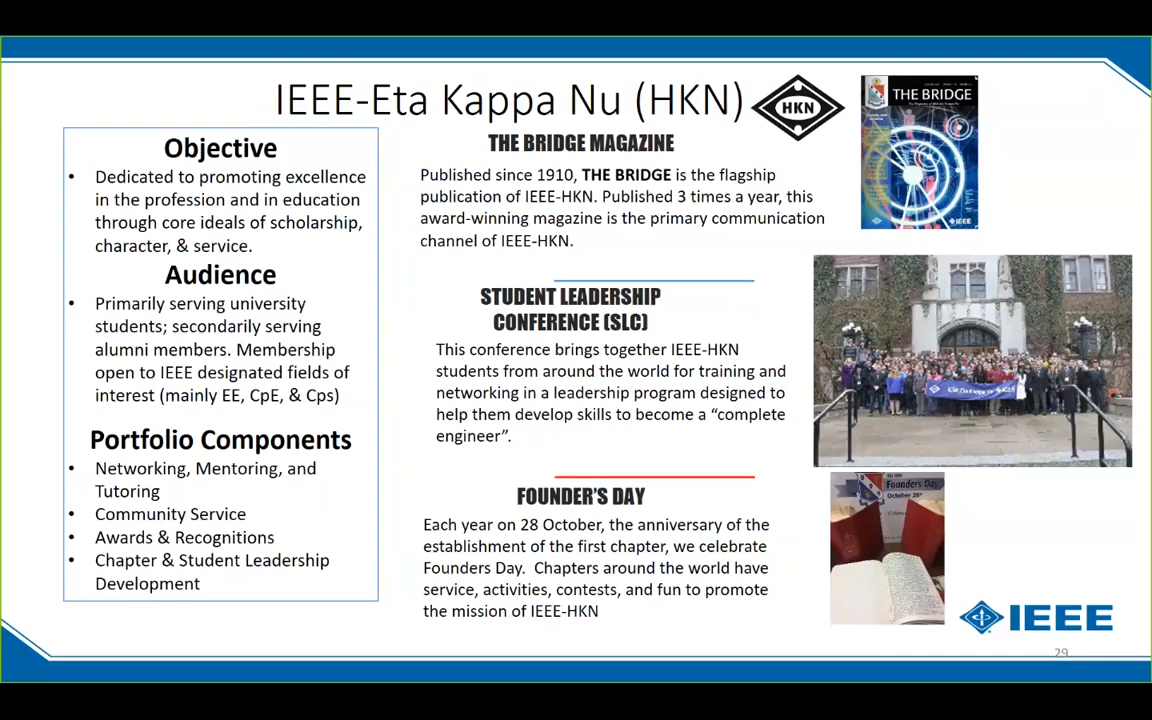 IEEE-Eta Kappa Nu (HKN)
HKN
THE BRIDGE
Objective
• Dedicated to promoting excellence
in the profession and in education
through core ideals of scholarship,
character, & service.
Audience
• Primarily serving university
students; secondarily serving
alumni members. Membership
open to IEEE designated fields of
interest (mainly EE, CpE, & Cps)
Portfolio Components
• Networking, Mentoring, and
Tutoring
• Community Service
• Awards & Recognitions
• Chapter & Student Leadership
Development
THE BRIDGE MAGAZINE
Published since 1910, THE BRIDGE is the flagship
publication of IEEE-HKN. Published 3 times a year, this
award-winning magazine is the primary communication
channel of IEEE-HKN.
IEEE
STUDENT LEADERSHIP
CONFERENCE (SLC)
This conference brings together IEEE-HKN
students from around the world for training and
networking in a leadership program designed to
help them develop skills to become a “complete
engineer”.
FOUNDER’S DAY
Each year on 28 October, the anniversary of the
establishment of the first chapter, we celebrate
Founders Day.  Chapters around the world have
service, activities, contests, and fun to promote
the mission of IEEE-HKN
Founders Day
October 28th
IEEE
29